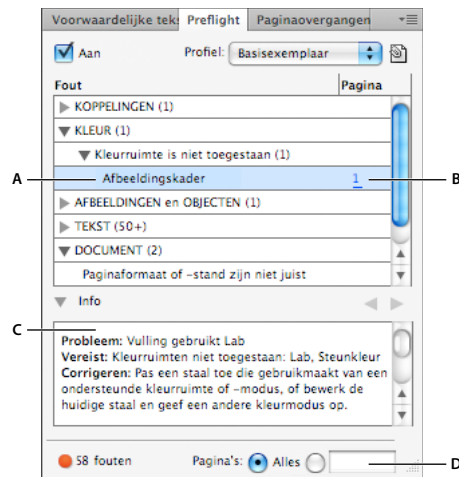 Voorwaardelijke teks Preflight Paginaovergangen
Aan Profiel: Basisexemplaar
Fout Pagina
KOPPELINGEN (1)
KLEUR (1)
Kleurruimte is niet toegestaan (1)
A Afbeeldingskader 1 B
AFBEELDINGEN en OBJECTEN (1)
TEKST (50+)
DOCUMENT (2)
Paginaformaat of -stand zijn niet juist
Info
C
Probleem: Vulling gebruikt Lab
Vereist: Kleurruimten niet toegestaan: Lab, Steunkleur
Corrigeren: Pas een staal toe die gebruikmaakt van een
ondersteunde kleurruimte of -modus, of bewerk de
huidige staal en geef een andere kleurmodus op.
58 fouten Pagina's: Alles D